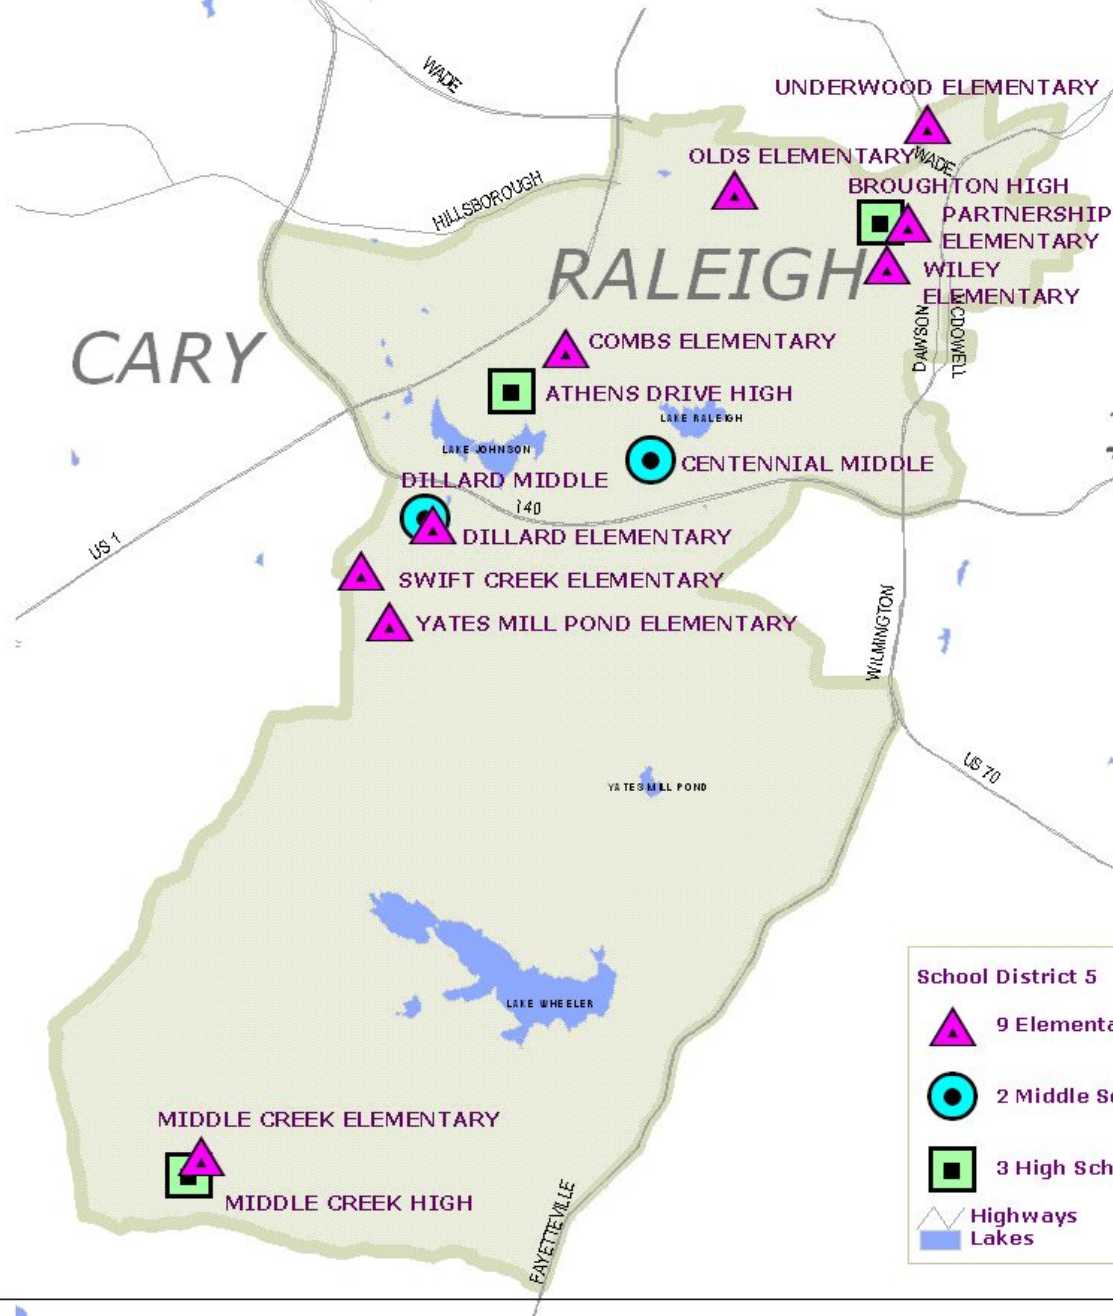 WADE
UNDERWOOD ELEMENTARY
OLDS ELEMENTARY
WADE
HILLSBOROUGH
BROUGHTON HIGH
PARTNERSHIP
ELEMENTARY
RALEIGH
WILEY
ELEMENTARY
CARY
DAWSON
MCDOWELL
COMBS ELEMENTARY
ATHENS DRIVE HIGH
LAKE RALEIGH
LAKE JOHNSON
CENTENNIAL MIDDLE
DILLARD MIDDLE
I40
DILLARD ELEMENTARY
US 1
SWIFT CREEK ELEMENTARY
YATES MILL POND ELEMENTARY
WILMINGTON
US 70
YATES MILL POND
LAKE WHEELER
School District 5
9 Elementa
2 Middle S
3 High Sch
Highways
Lakes
MIDDLE CREEK ELEMENTARY
MIDDLE CREEK HIGH
FAYETTEVILLE